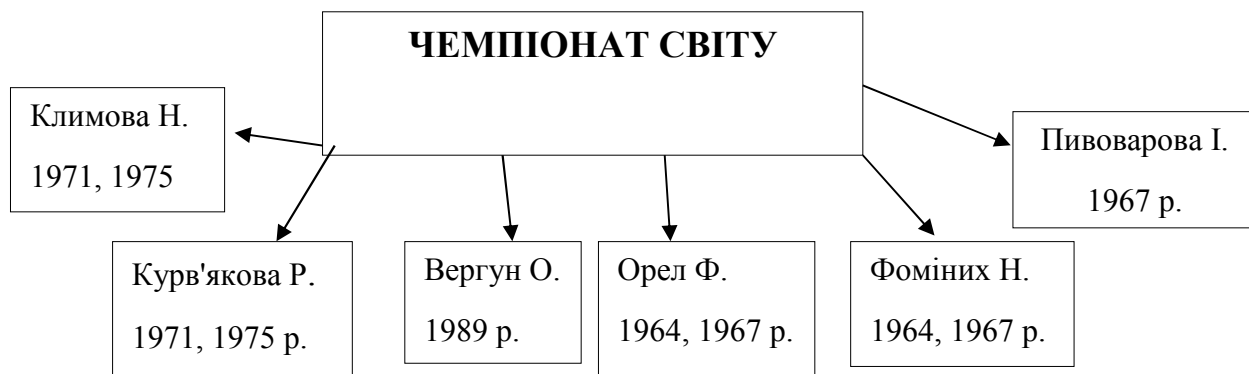 ЧЕМПІОНАТ СВІТУ
Климова Н.
1971, 1975
Пивоварова І.
1967 р.
Курв'якова Р.
1971, 1975 р.
Вергун О.
1989 р.
Орел Ф.
1964, 1967 р.
Фоміних Н.
1964, 1967 р.